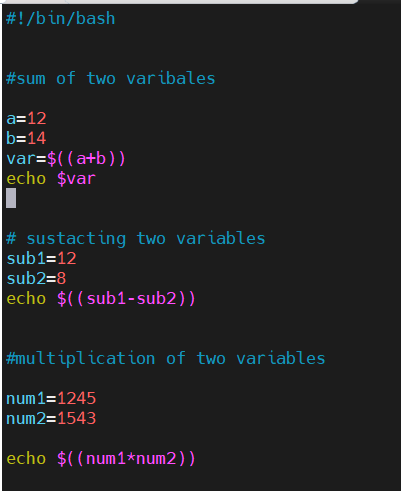 #!/bin/bash
#sum of two varibales
a=12
b=14
var=$((a+b))
echo $var
# sustacting two variables
sub1=12
sub2=8
echo $((sub1-sub2))
#multiplication of two variables
num1=1245
num2=1543
echo $((num1*num2))